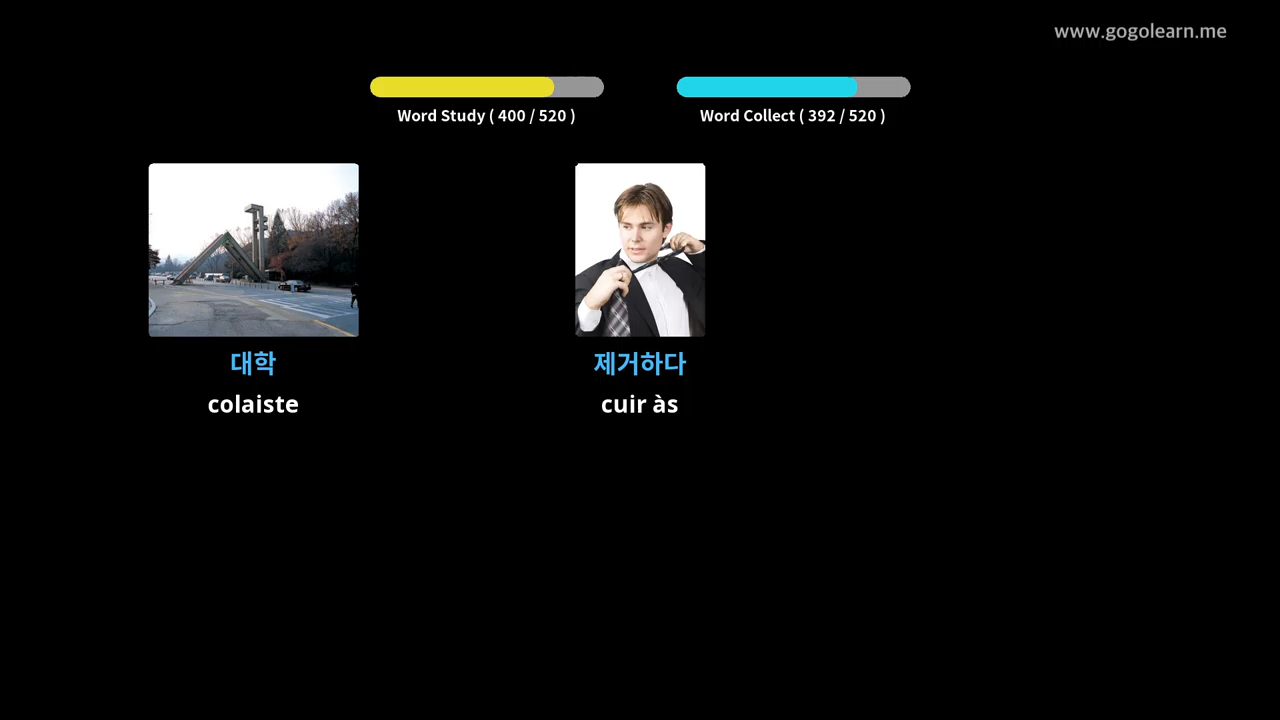 www.gogolearn.me
Word Study ( 400 / 520 )
Word Collect ( 392 / 520 )
대학
제거하다
colaiste
cuir às